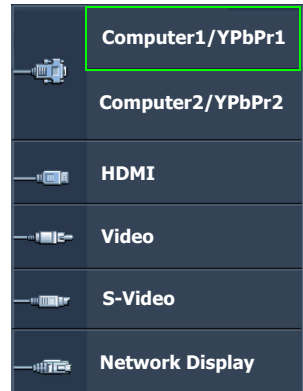 Computer1/YPbPr1
Computer2/YPbPr2
HDMI
Video
S-Video
Network Display